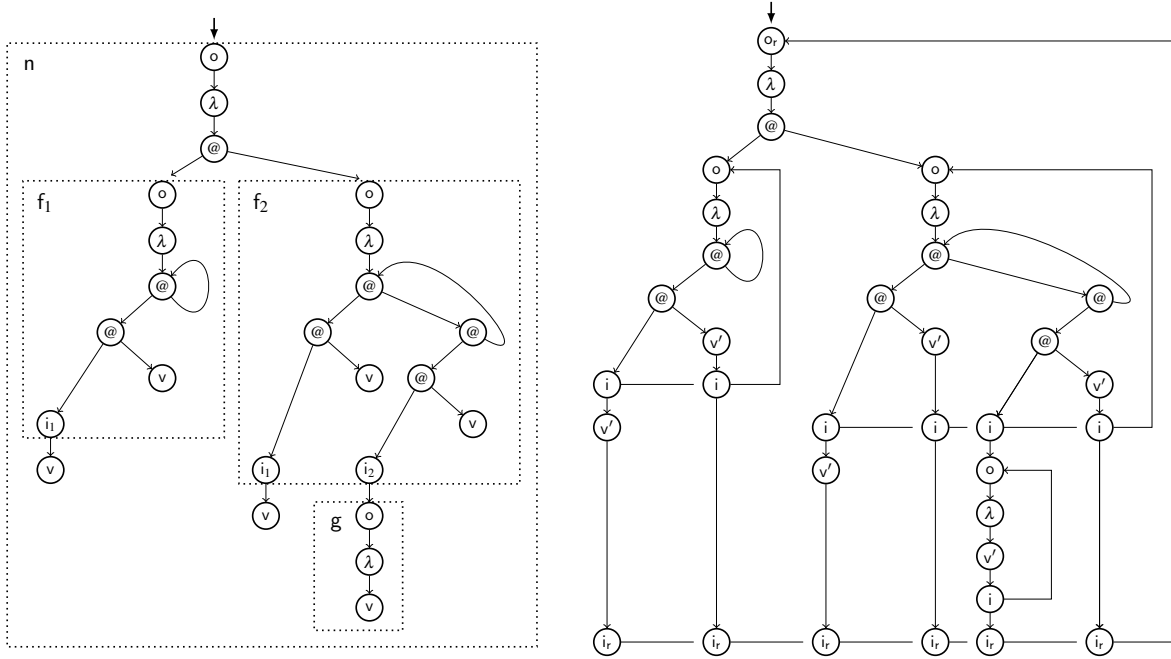 o
n
λ
@
o o
f₁ f₂
λ λ
@ @
@ @ @
v v @
i₁ v
v i₁ i₂
v g o
λ
v
oᵣ
λ
@
o o
λ λ
@ @
@ @ @
v′ v′ @
i i v′
v′ i i i i
v′ o
λ
v′
i
iᵣ iᵣ iᵣ iᵣ iᵣ iᵣ